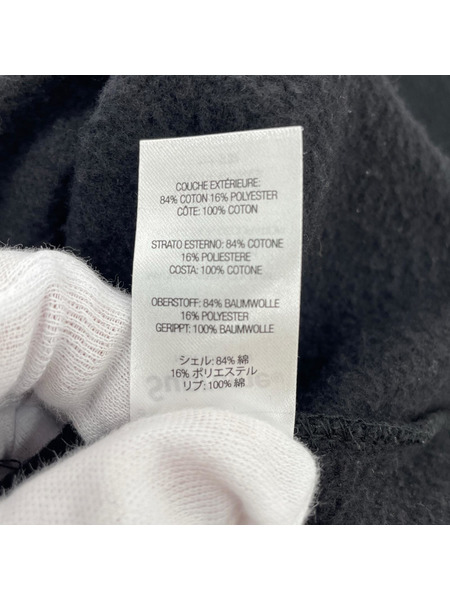 COUCHE EXTÉRIEURE:
84% COTON 16% POLYESTER
CÔTE: 100% COTON
STRATO ESTERNO: 84% COTONE
16% POLIESTERE
COSTA: 100% COTONE
OBERSTOFF: 84% BAUMWOLLE
16% POLYESTER
GERIPPT: 100% BAUMWOLLE
シェル: 84% 綿
16% ポリエステル
リブ: 100% 綿